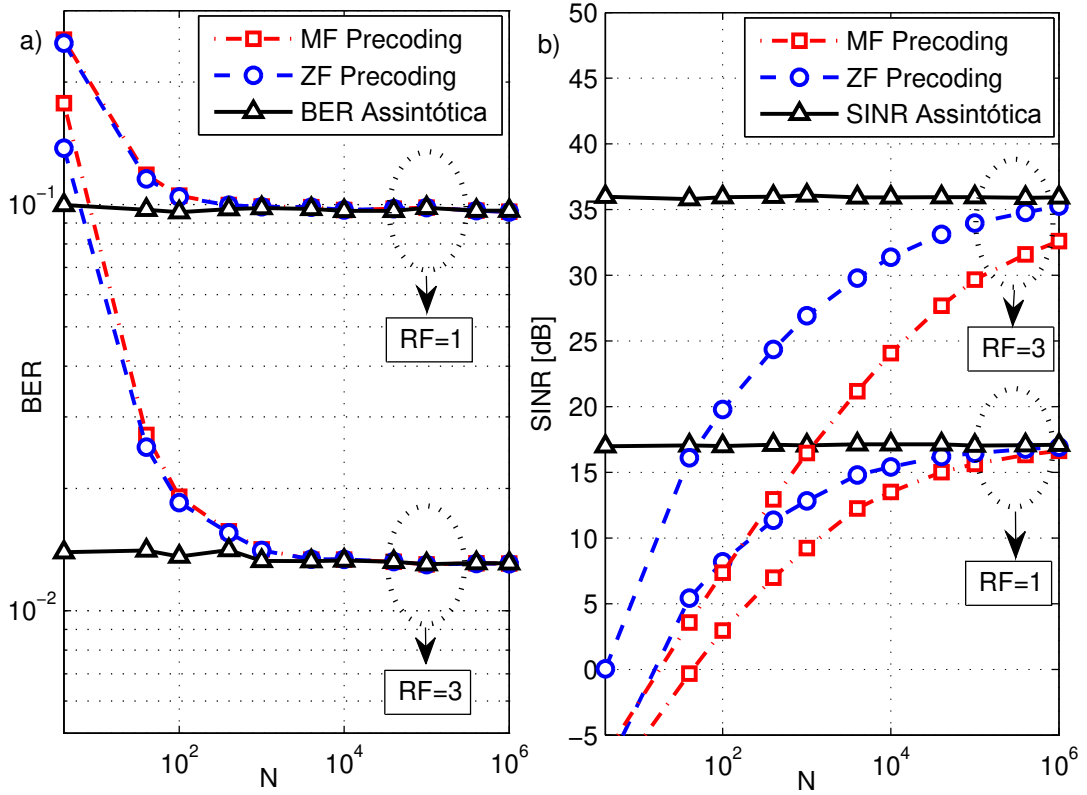 a)
MF Precoding
ZF Precoding
BER Assintótica
10^-1
10^-2
BER
RF=1
RF=3
10^2
10^4
10^6
N
b)
MF Precoding
ZF Precoding
SINR Assintótica
50
45
40
35
30
25
20
15
10
5
0
−5
SINR [dB]
RF=3
RF=1
10^2
10^4
10^6
N